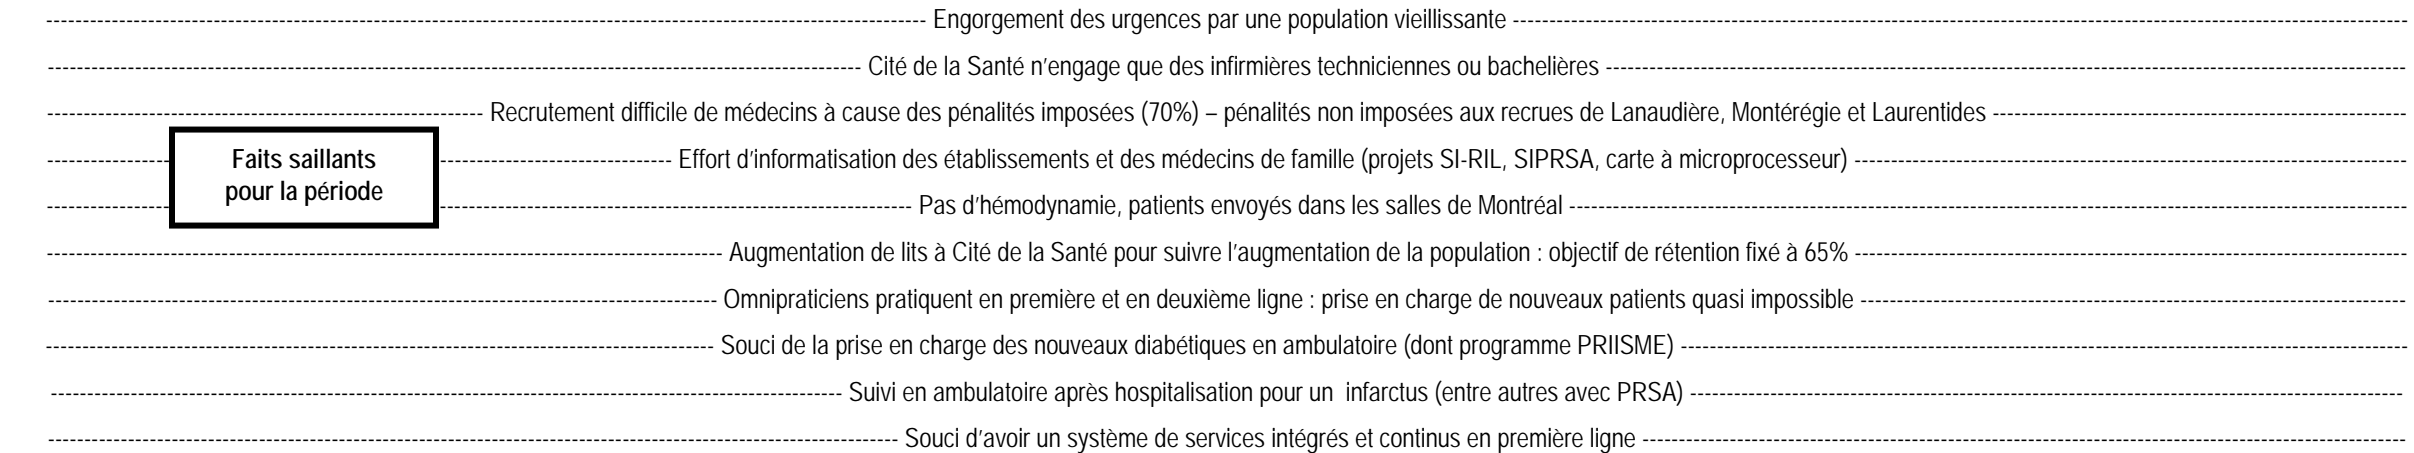 Engorgement des urgences par une population vieillissante
Cité de la Santé n'engage que des infirmières techniciennes ou bachelières
Recrutement difficile de médecins à cause des pénalités imposées (70%) – pénalités non imposées aux recrues de Lanaudière, Montérégie et Laurentides
Faits saillants
pour la période
Effort d'informatisation des établissements et des médecins de famille (projets SI-RIL, SIPRSA, carte à microprocesseur)
Pas d'hémodynamie, patients envoyés dans les salles de Montréal
Augmentation de lits à Cité de la Santé pour suivre l'augmentation de la population : objectif de rétention fixé à 65%
Omnipraticiens pratiquent en première et en deuxième ligne : prise en charge de nouveaux patients quasi impossible
Souci de la prise en charge des nouveaux diabétiques en ambulatoire (dont programme PRIISME)
Suivi en ambulatoire après hospitalisation pour un  infarctus (entre autres avec PRSA)
Souci d'avoir un système de services intégrés et continus en première ligne